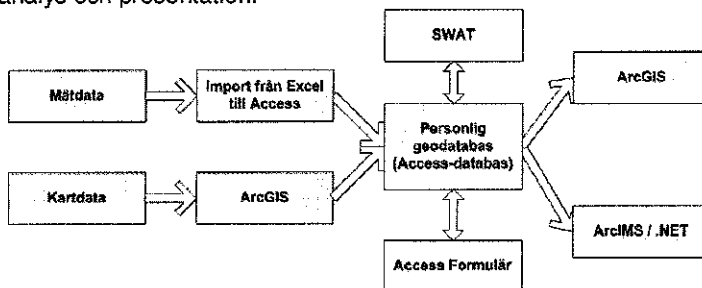 analys och presentation.
SWAT
ArcGIS
Mätdata
Import från Excel
till Access
Personlig
geodatabas
(Access-databas)
Kartdata
ArcGIS
ArcIMS / .NET
Access Formulär